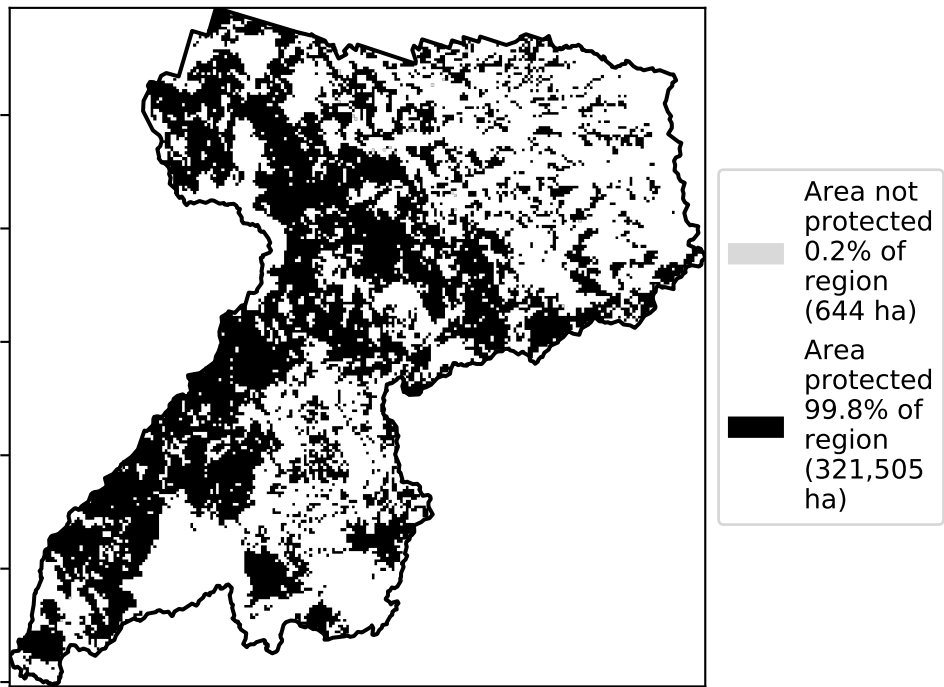 Area not
protected
0.2% of
region
(644 ha)
Area
protected
99.8% of
region
(321,505
ha)